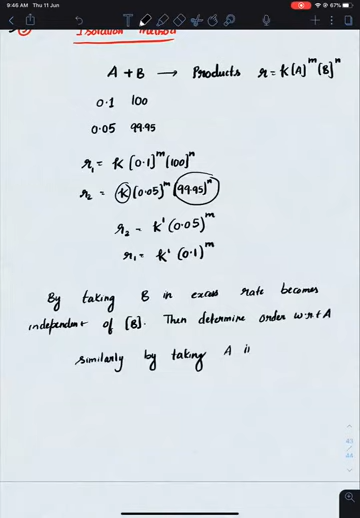 9:46 AM Thu 11 Jun
Isolation method
A + B → Products r = K[A]^m [B]^n
0.1 100
0.05 99.95
r₁ = K (0.1)^m (100)^n
r₂ = K (0.05)^m (99.95)^n
r₂ = K' (0.05)^m
r₁ = K' (0.1)^m
By taking B in excess rate becomes
independent of [B]. Then determine order w.r.t A
similarly by taking A i
43
44